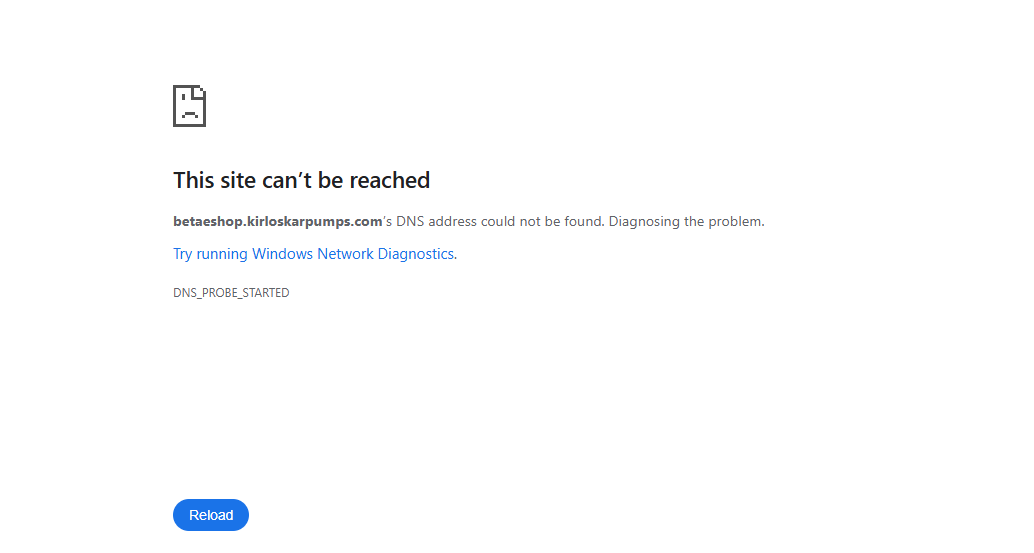 This site can’t be reached
betaeshop.kirloskarpumps.com’s DNS address could not be found. Diagnosing the problem.
Try running Windows Network Diagnostics.
DNS_PROBE_STARTED
Reload